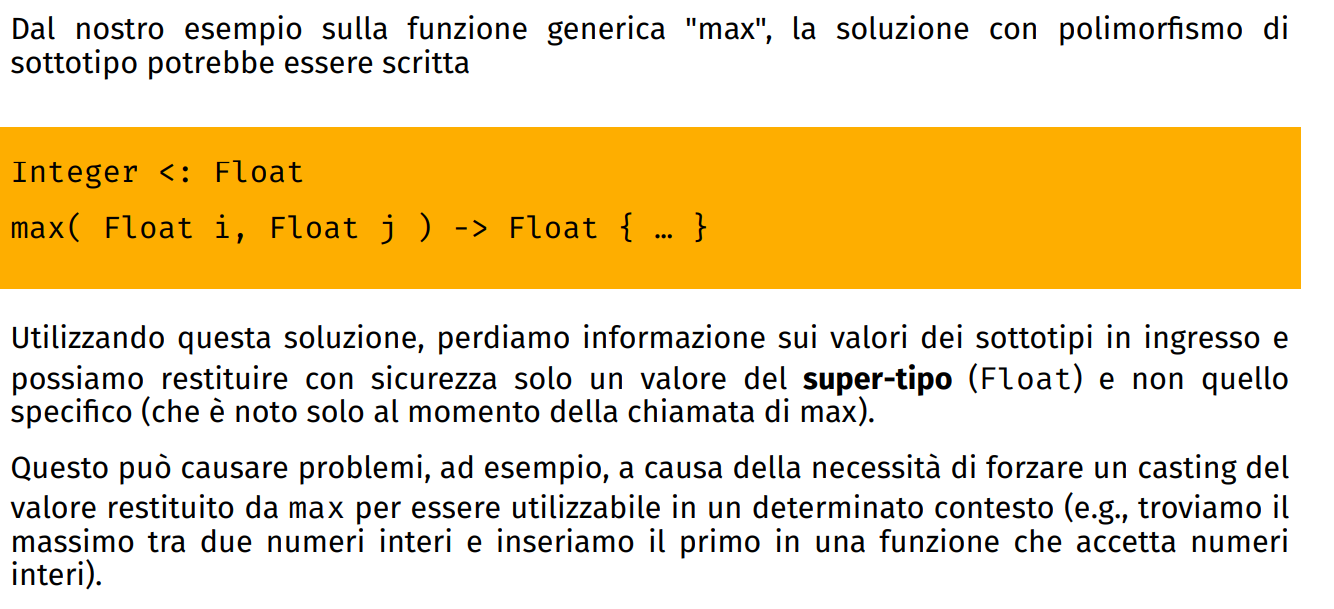 Dal nostro esempio sulla funzione generica "max", la soluzione con polimorfismo di
sottotipo potrebbe essere scritta
Integer <: Float
max( Float i, Float j ) -> Float { … }
Utilizzando questa soluzione, perdiamo informazione sui valori dei sottotipi in ingresso e
possiamo restituire con sicurezza solo un valore del super-tipo (Float) e non quello
specifico (che è noto solo al momento della chiamata di max).
Questo può causare problemi, ad esempio, a causa della necessità di forzare un casting del
valore restituito da max per essere utilizzabile in un determinato contesto (e.g., troviamo il
massimo tra due numeri interi e inseriamo il primo in una funzione che accetta numeri
interi).